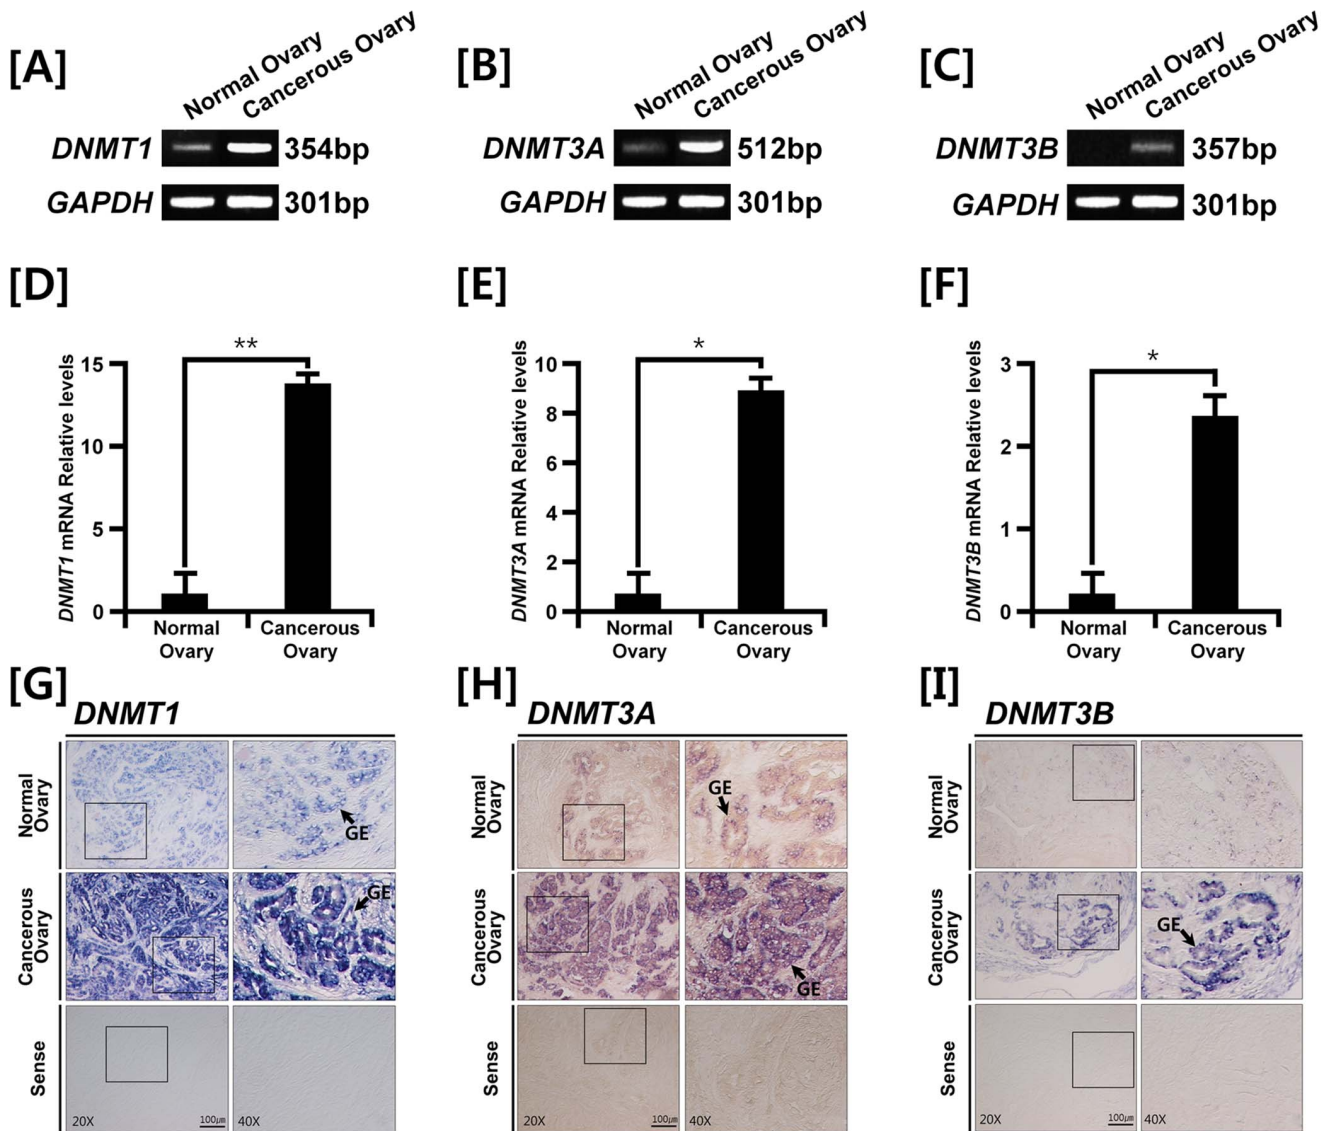 [A]
Normal Ovary
Cancerous Ovary
DNMT1
354bp
GAPDH
301bp
[B]
Normal Ovary
Cancerous Ovary
DNMT3A
512bp
GAPDH
301bp
[C]
Normal Ovary
Cancerous Ovary
DNMT3B
357bp
GAPDH
301bp
[D]
DNMT1 mRNA Relative levels
**
15
10
5
0
Normal
Ovary
Cancerous
Ovary
[E]
DNMT3A mRNA Relative levels
*
10
8
6
4
2
0
Normal
Ovary
Cancerous
Ovary
[F]
DNMT3B mRNA Relative levels
*
3
2
1
0
Normal
Ovary
Cancerous
Ovary
[G]
DNMT1
Normal
Ovary
GE
Cancerous
Ovary
GE
Sense
20X
100μm
40X
[H]
DNMT3A
Normal
Ovary
GE
Cancerous
Ovary
GE
Sense
20X
100μm
40X
[I]
DNMT3B
Normal
Ovary
Cancerous
Ovary
GE
Sense
20X
100μm
40X